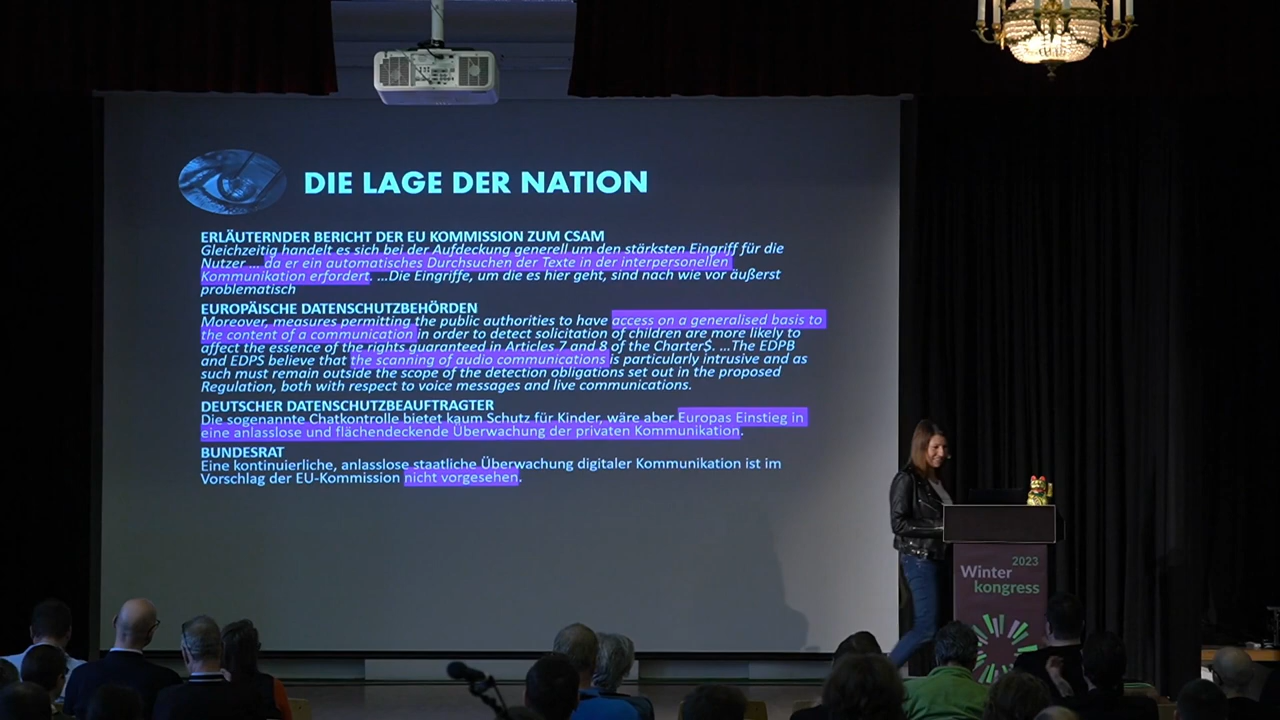 DIE LAGE DER NATION
ERLÄUTERNDER BERICHT DER EU KOMMISSION ZUM CSAM
Gleichzeitig handelt es sich bei der Aufdeckung generell um den stärksten Eingriff für die
Nutzer ... da er ein automatisches Durchsuchen der Texte in der interpersonellen
Kommunikation erfordert. ...Die Eingriffe, um die es hier geht, sind nach wie vor äußerst
problematisch
EUROPÄISCHE DATENSCHUTZBEHÖRDEN
Moreover, measures permitting the public authorities to have access on a generalised basis to
the content of a communication in order to detect solicitation of children are more likely to
affect the essence of the rights guaranteed in Articles 7 and 8 of the Charter$. ...The EDPB
and EDPS believe that the scanning of audio communications is particularly intrusive and as
such must remain outside the scope of the detection obligations set out in the proposed
Regulation, both with respect to voice messages and live communications.
DEUTSCHER DATENSCHUTZBEAUFTRAGTER
Die sogenannte Chatkontrolle bietet kaum Schutz für Kinder, wäre aber Europas Einstieg in
eine anlasslose und flächendeckende Überwachung der privaten Kommunikation.
BUNDESRAT
Eine kontinuierliche, anlasslose staatliche Überwachung digitaler Kommunikation ist im
Vorschlag der EU-Kommission nicht vorgesehen.
2023
Winter
kongress